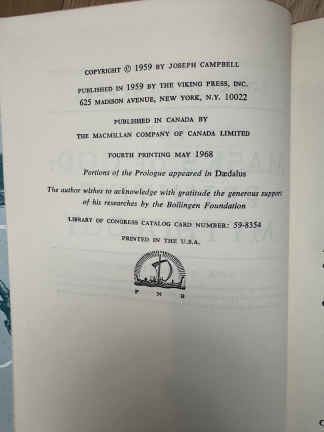 COPYRIGHT © 1959 BY JOSEPH CAMPBELL
PUBLISHED IN 1959 BY THE VIKING PRESS, INC.
625 MADISON AVENUE, NEW YORK, N.Y. 10022
PUBLISHED IN CANADA BY
THE MACMILLAN COMPANY OF CANADA LIMITED
FOURTH PRINTING MAY 1968
Portions of the Prologue appeared in Dædalus
The author wishes to acknowledge with gratitude the generous support
of his researches by the Bollingen Foundation
LIBRARY OF CONGRESS CATALOG CARD NUMBER: 59-8354
PRINTED IN THE U.S.A.